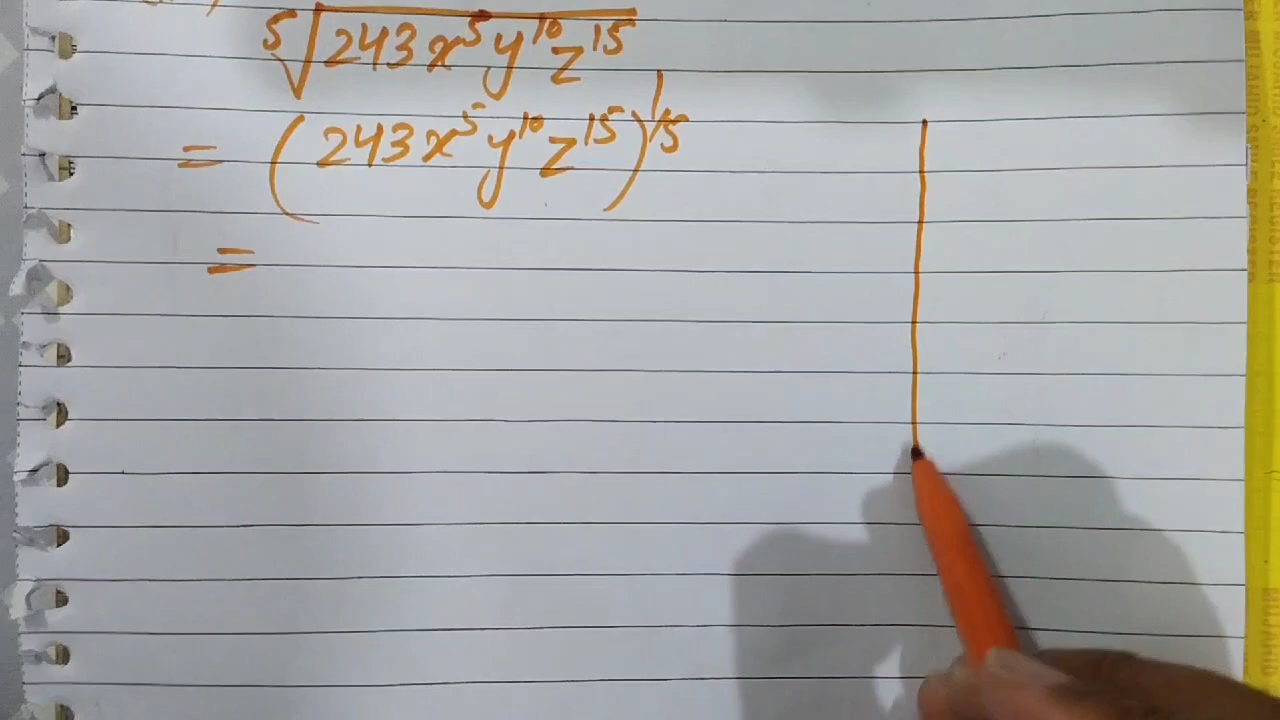 ⁵√243x⁵y¹⁰z¹⁵
= (243x⁵y¹⁰z¹⁵)^1/5
=